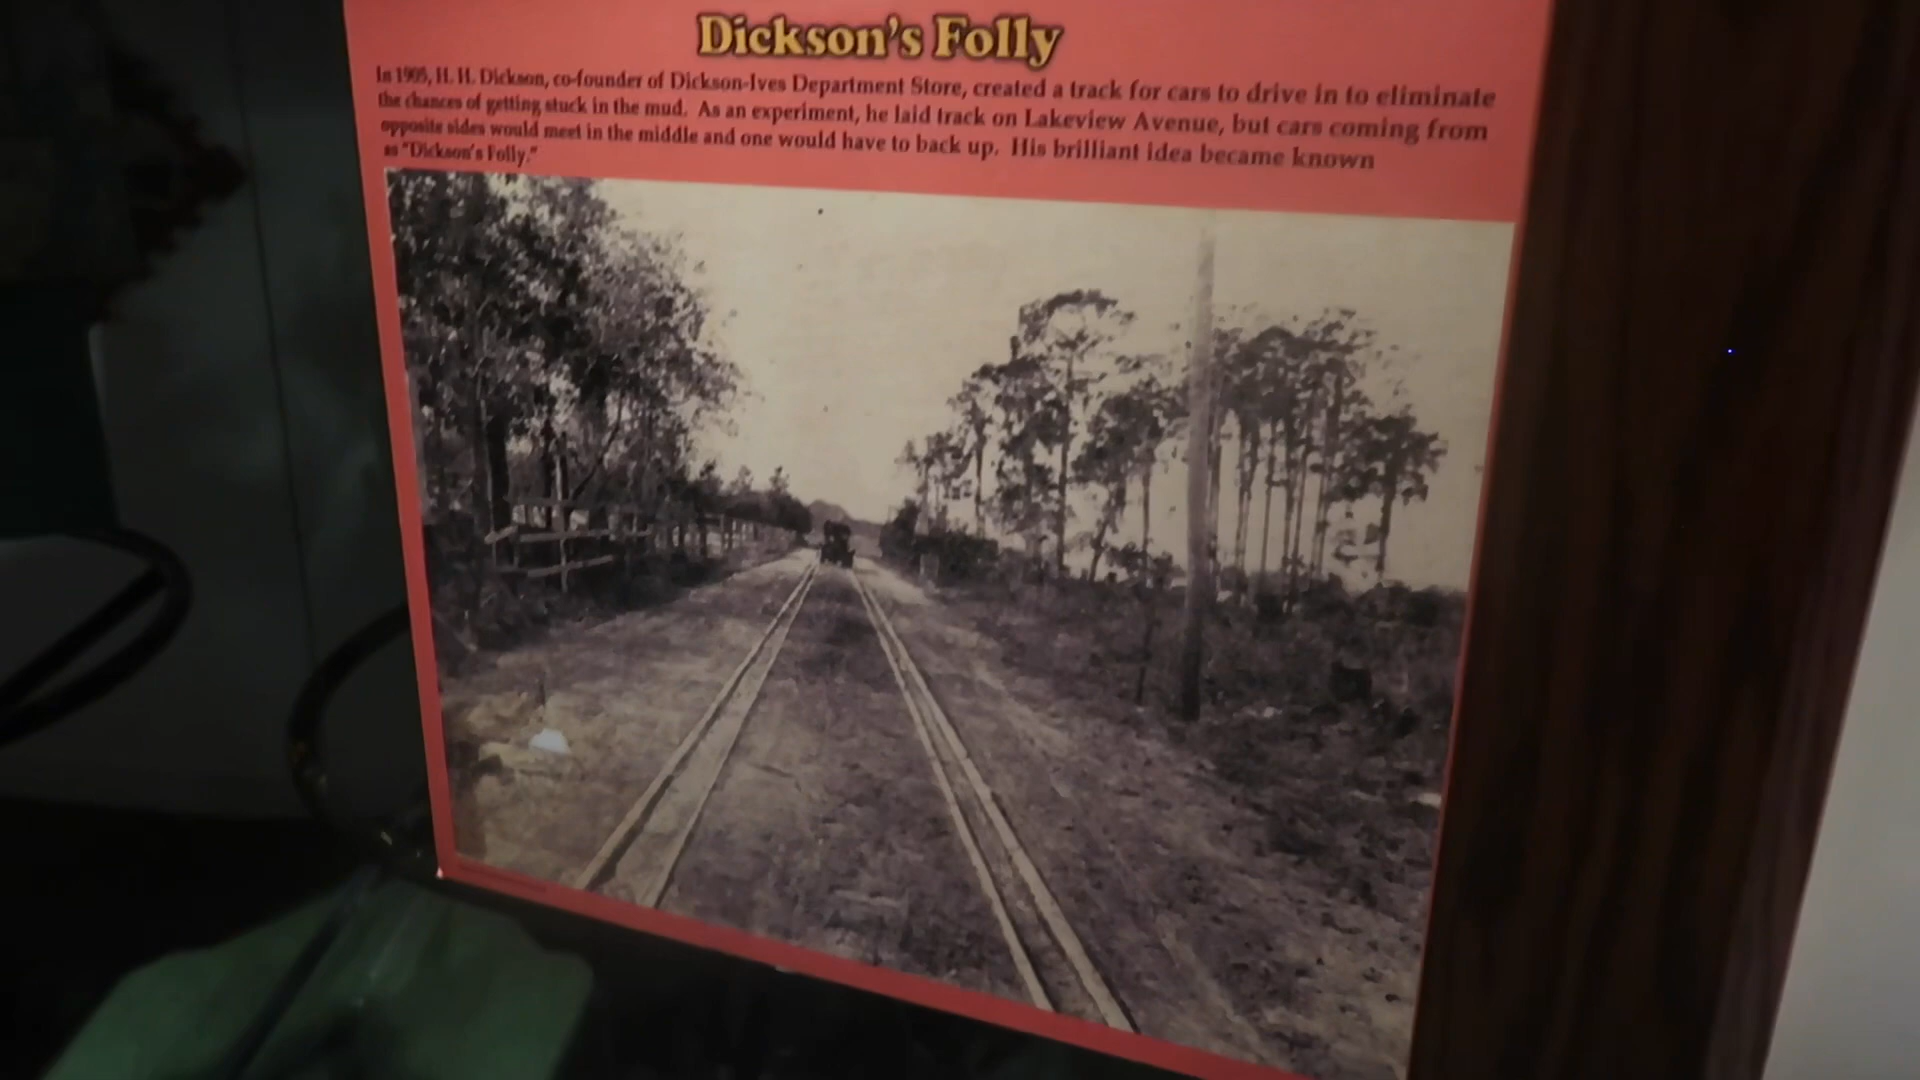 Dickson's Folly
In 1905, H. H. Dickson, co-founder of Dickson-Ives Department Store, created a track for cars to drive in to eliminate
the chances of getting stuck in the mud. As an experiment, he laid track on Lakeview Avenue, but cars coming from
opposite sides would meet in the middle and one would have to back up. His brilliant idea became known
as "Dickson's Folly."